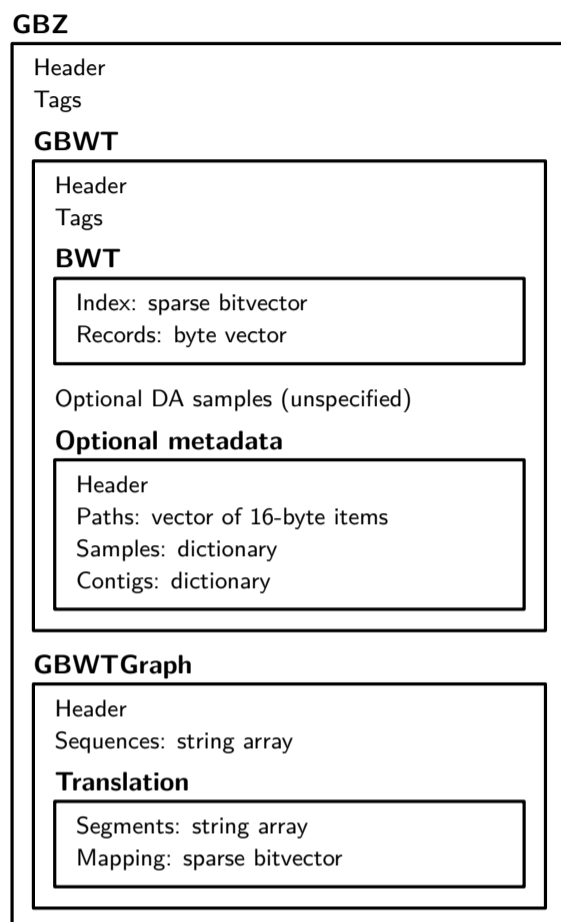 GBZ
Header
Tags
GBWT
Header
Tags
BWT
Index: sparse bitvector
Records: byte vector
Optional DA samples (unspecified)
Optional metadata
Header
Paths: vector of 16-byte items
Samples: dictionary
Contigs: dictionary
GBWTGraph
Header
Sequences: string array
Translation
Segments: string array
Mapping: sparse bitvector